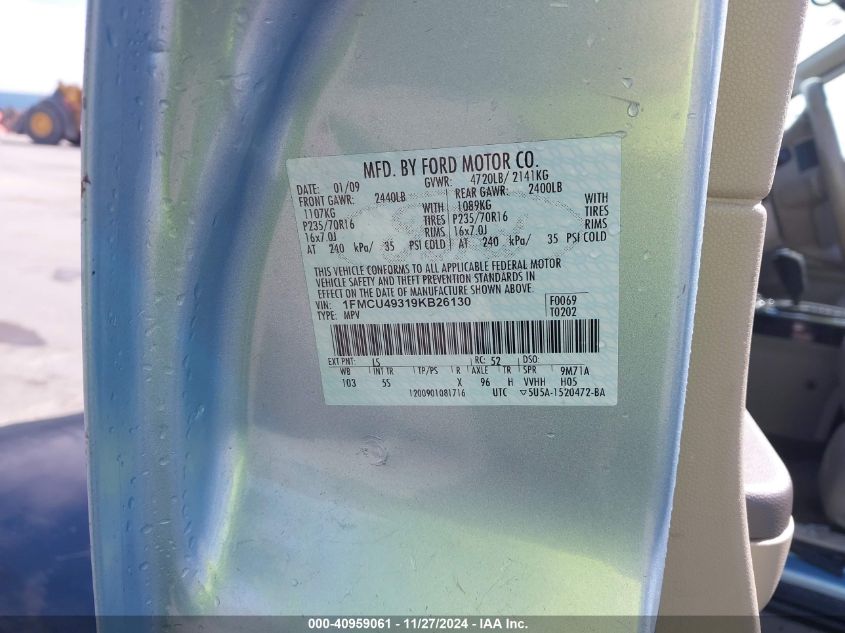 MFD. BY FORD MOTOR CO.
DATE: 01/09 GVWR: 4720LB/ 2141KG
FRONT GAWR: 2440LB REAR GAWR: 2400LB
1107KG WITH 1089KG WITH
P235/70R16 TIRES P235/70R16 TIRES
16x7.0J RIMS 16x7.0J RIMS
AT 240 kPa/ 35 PSI COLD AT 240 kPa/ 35 PSI COLD
THIS VEHICLE CONFORMS TO ALL APPLICABLE FEDERAL MOTOR
VEHICLE SAFETY AND THEFT PREVENTION STANDARDS IN
EFFECT ON THE DATE OF MANUFACTURE SHOWN ABOVE.
VIN: 1FMCU49319KB26130 F0069
TYPE: MPV T0202
EXT PNT: LS RC: 52 DSO:
WB INT TR TP/PS R AXLE TR SPR 9M71A
103 5S X 96 H VVHH H05
1200901081716 UTC ▽5U5A-1520472-BA
000-40959061 - 11/27/2024 - IAA Inc.